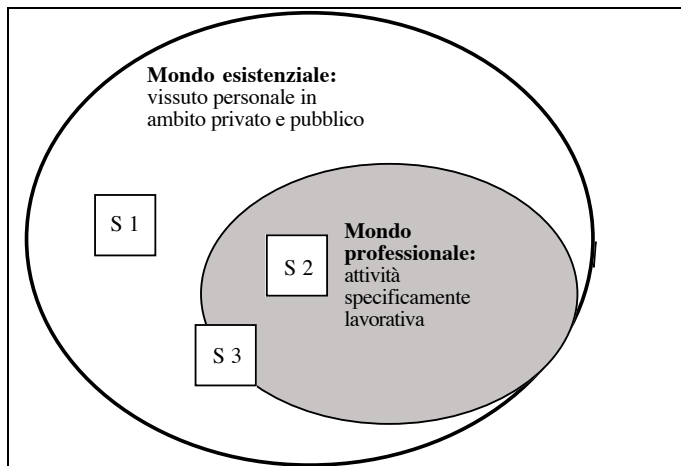 Mondo esistenziale:
vissuto personale in
ambito privato e pubblico
S 1
S 2
Mondo
professionale:
attività
specificamente
lavorativa
S 3